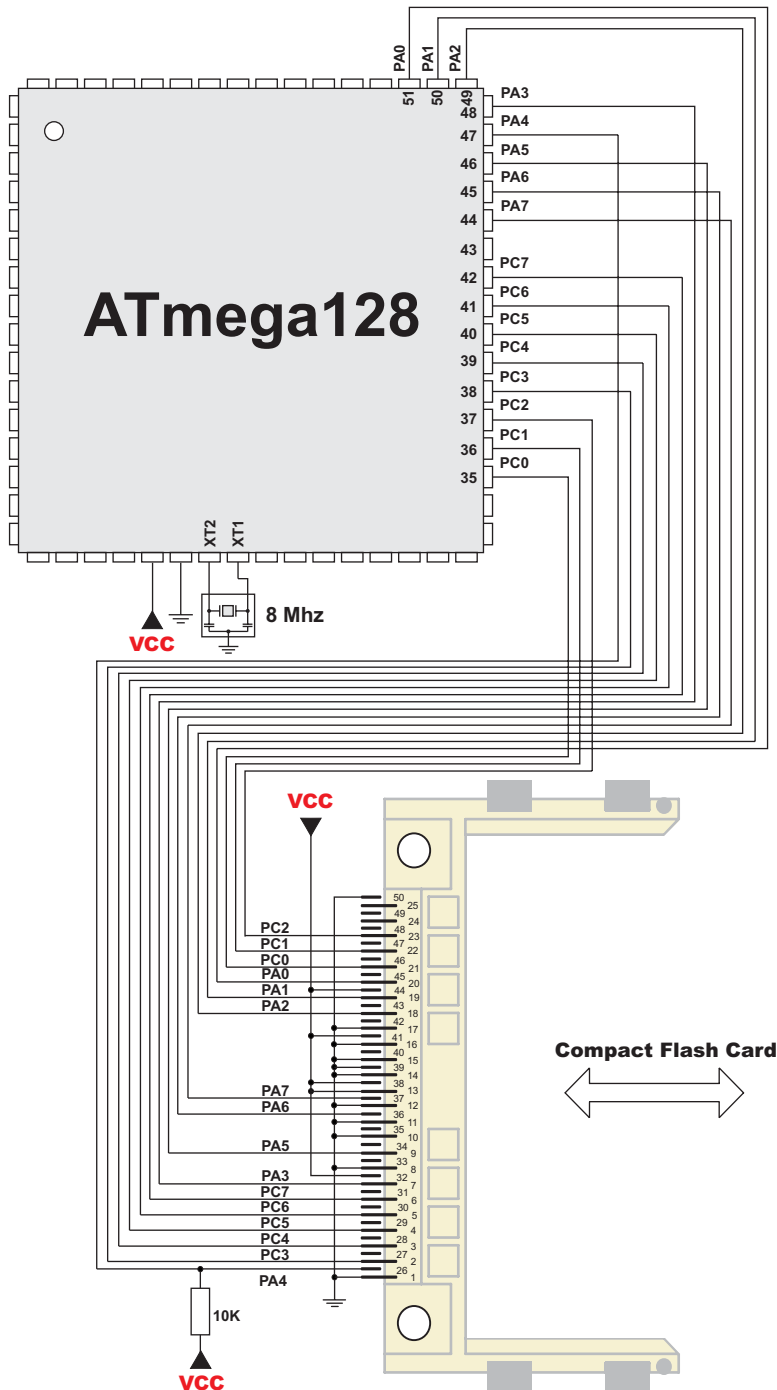 PA0
PA1
PA2
51
50
49
48
PA3
47
PA4
46
PA5
45
PA6
44
PA7
43
42
PC7
41
PC6
40
PC5
39
PC4
38
PC3
37
PC2
36
PC1
35
PC0
ATmega128
XT2
XT1
8 Mhz
VCC
VCC
50
25
49
24
48
PC2
23
47
PC1
22
46
PC0
21
45
PA0
20
44
PA1
19
43
PA2
18
42
17
41
16
40
15
39
14
38
13
37
PA7
12
36
PA6
11
35
10
34
PA5
9
33
8
32
PA3
7
31
PC7
6
30
PC6
5
29
PC5
4
28
PC4
3
27
PC3
2
26
PA4
1
Compact Flash Card
10K
VCC